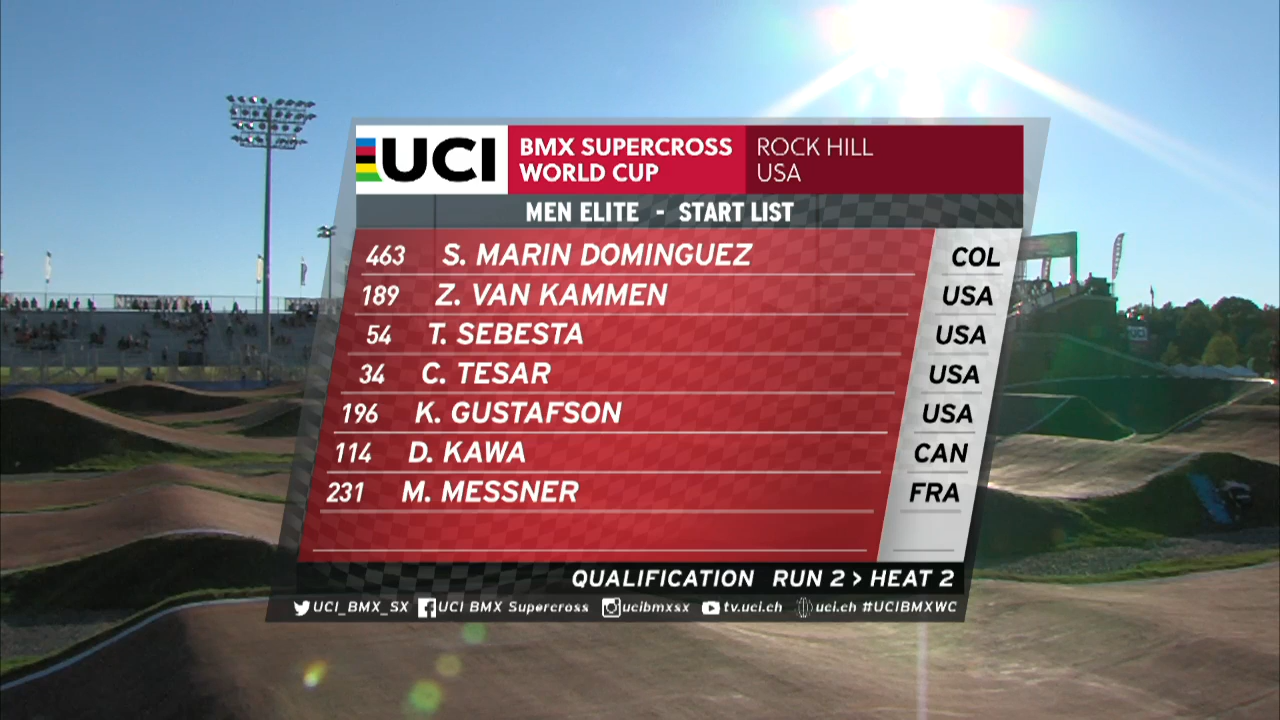 UCI
BMX SUPERCROSS
WORLD CUP
ROCK HILL
USA
MEN ELITE - START LIST
463 S. MARIN DOMINGUEZ COL
189 Z. VAN KAMMEN USA
54 T. SEBESTA USA
34 C. TESAR USA
196 K. GUSTAFSON USA
114 D. KAWA CAN
231 M. MESSNER FRA
QUALIFICATION RUN 2 > HEAT 2
UCI_BMX_SX UCI BMX Supercross ucibmxsx tv.uci.ch uci.ch #UCIBMXWC